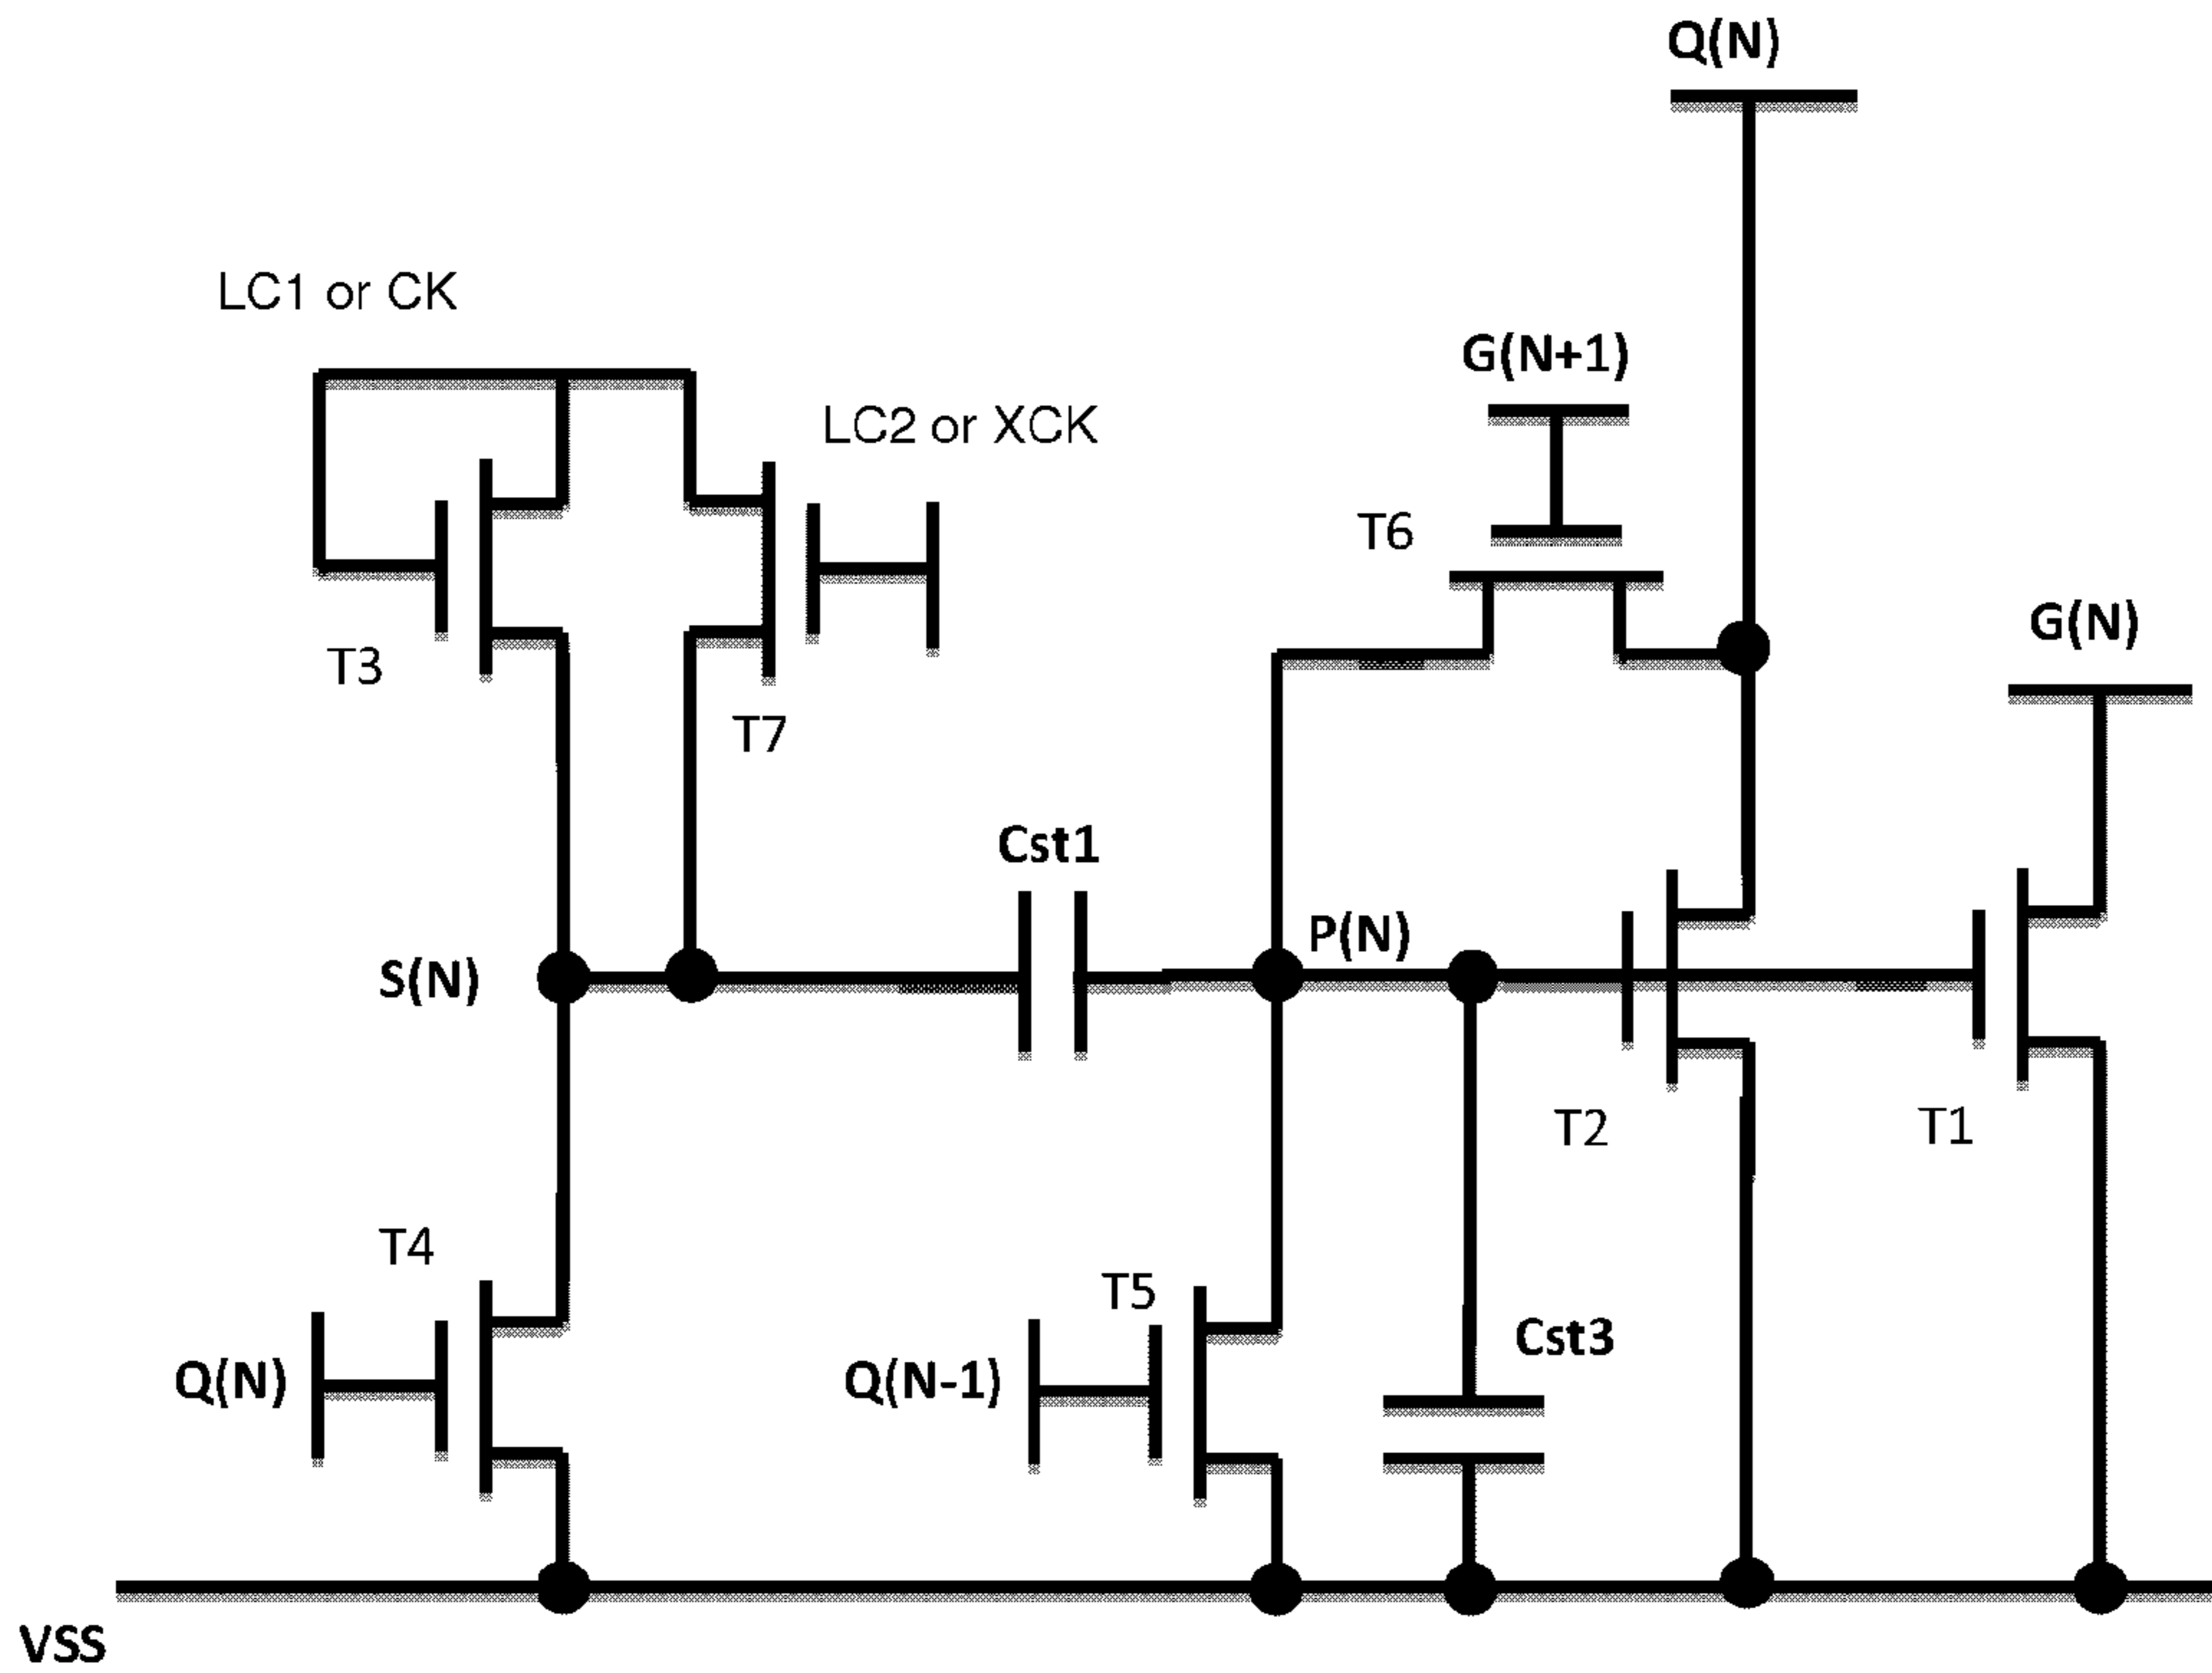 Q(N)
LC1 or CK
G(N+1)
LC2 or XCK
T6
G(N)
T3
T7
Cst1
P(N)
S(N)
T2
T1
T4
T5
Cst3
Q(N)
Q(N-1)
VSS